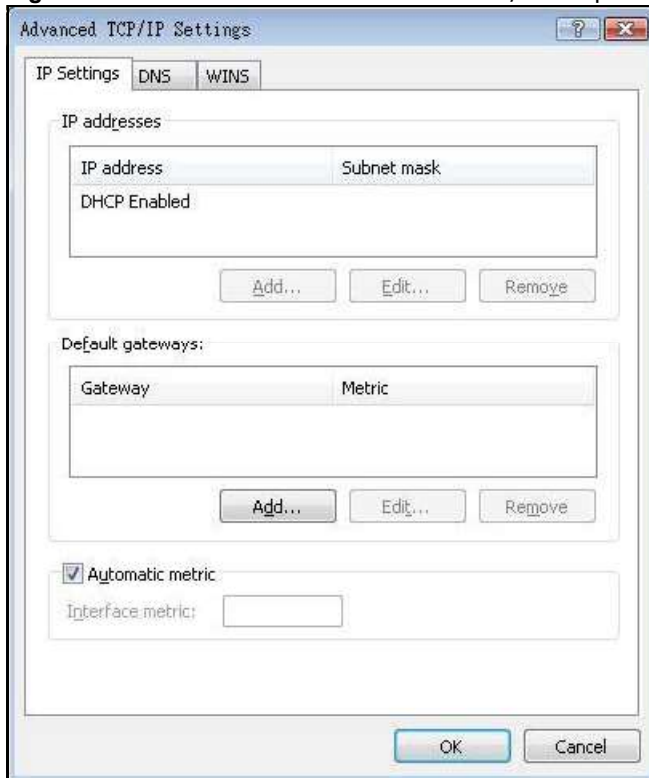 Advanced TCP/IP Settings
IP Settings DNS WINS
IP addresses
IP address Subnet mask
DHCP Enabled
Add... Edit... Remove
Default gateways:
Gateway Metric
Add... Edit... Remove
Automatic metric
Interface metric:
OK Cancel